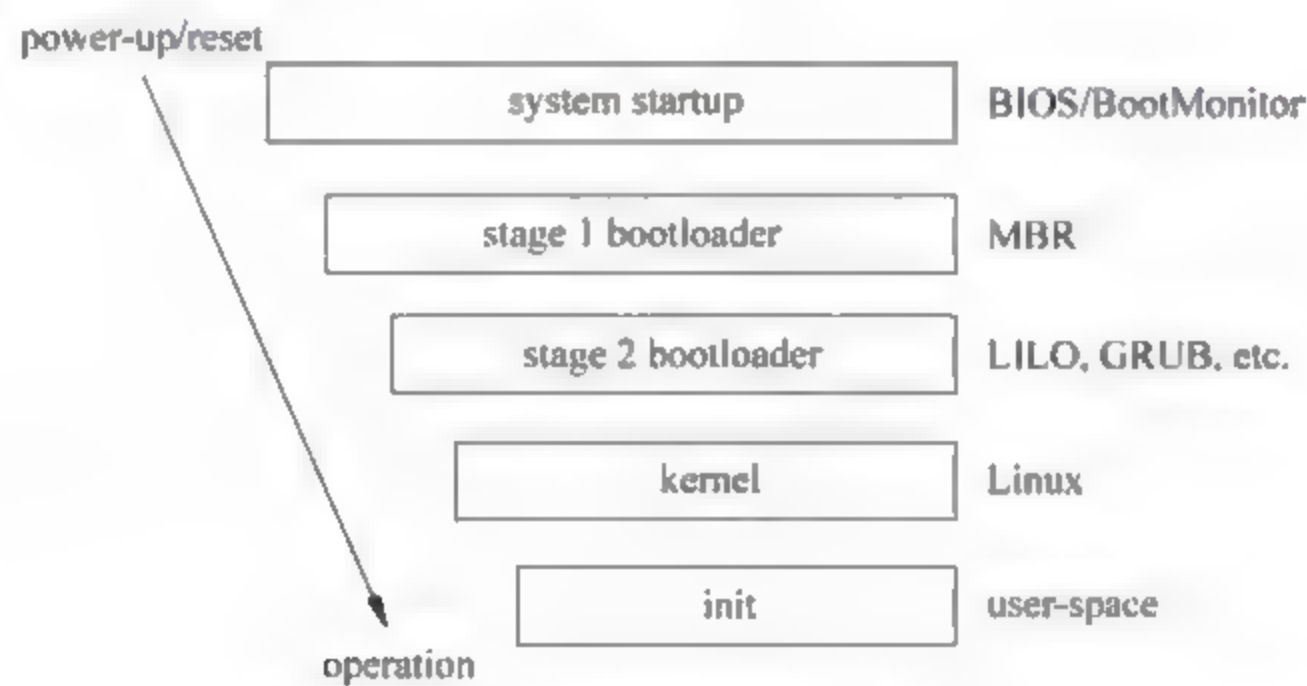 power-up/reset
system startup
BIOS/BootMonitor
stage 1 bootloader
MBR
stage 2 bootloader
LILO, GRUB, etc.
kernel
Linux
init
user-space
operation